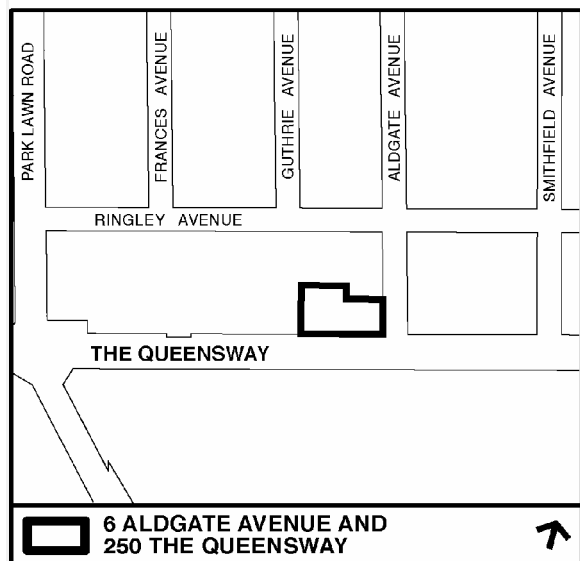 PARK LAWN ROAD
FRANCES AVENUE
GUTHRIE AVENUE
ALDGATE AVENUE
SMITHFIELD AVENUE
RINGLEY AVENUE
THE QUEENSWAY
6 ALDGATE AVENUE AND
250 THE QUEENSWAY